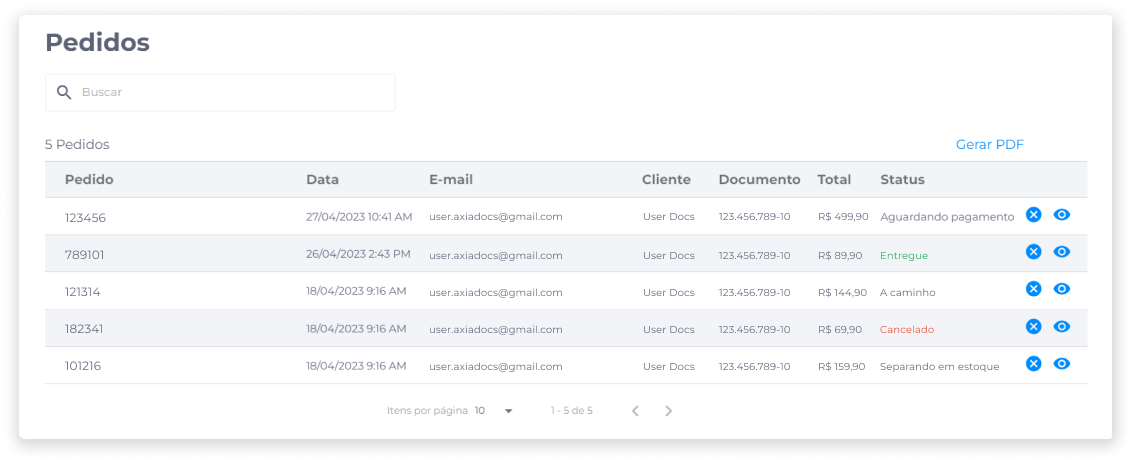 Pedidos
Buscar
5 Pedidos Gerar PDF
Pedido Data E-mail Cliente Documento Total Status
123456 27/04/2023 10:41 AM user.axiadocs@gmail.com User Docs 123.456.789-10 R$ 499,90 Aguardando pagamento
789101 26/04/2023 2:43 PM user.axiadocs@gmail.com User Docs 123.456.789-10 R$ 89,90 Entregue
121314 18/04/2023 9:16 AM user.axiadocs@gmail.com User Docs 123.456.789-10 R$ 144,90 A caminho
182341 18/04/2023 9:16 AM user.axiadocs@gmail.com User Docs 123.456.789-10 R$ 69,90 Cancelado
101216 18/04/2023 9:16 AM user.axiadocs@gmail.com User Docs 123.456.789-10 R$ 159,90 Separando em estoque
Itens por página 10 1 - 5 de 5